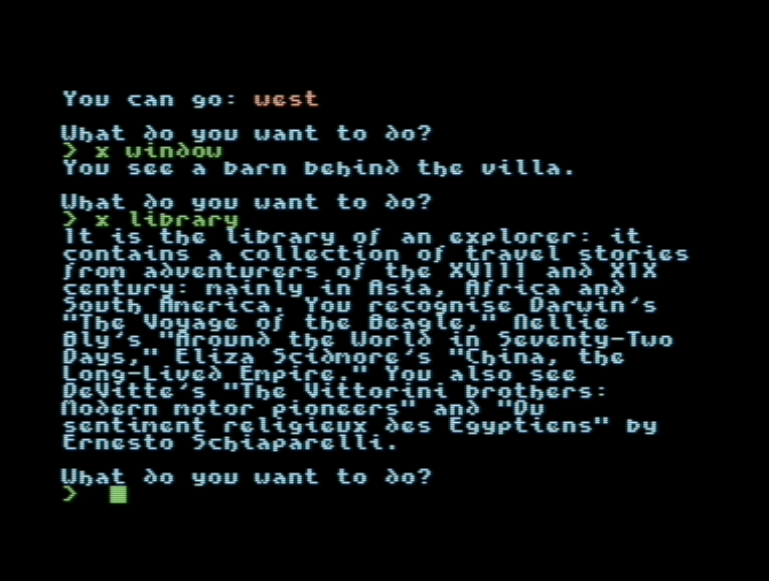 You can go: west
What do you want to do?
> x window
You see a barn behind the villa.
What do you want to do?
> x library
It is the library of an explorer: it
contains a collection of travel stories
from adventurers of the XVIII and XIX
century: mainly in Asia, Africa and
South America. You recognise Darwin's
"The Voyage of the Beagle," Nellie
Bly's "Around the World in Seventy-Two
Days," Eliza Scidmore's "China, the
Long-Lived Empire." You also see
DeVitte's "The Vittorini brothers:
Modern motor pioneers" and "Du
sentiment religieux des Egyptiens" by
Ernesto Schiaparelli.
What do you want to do?
>